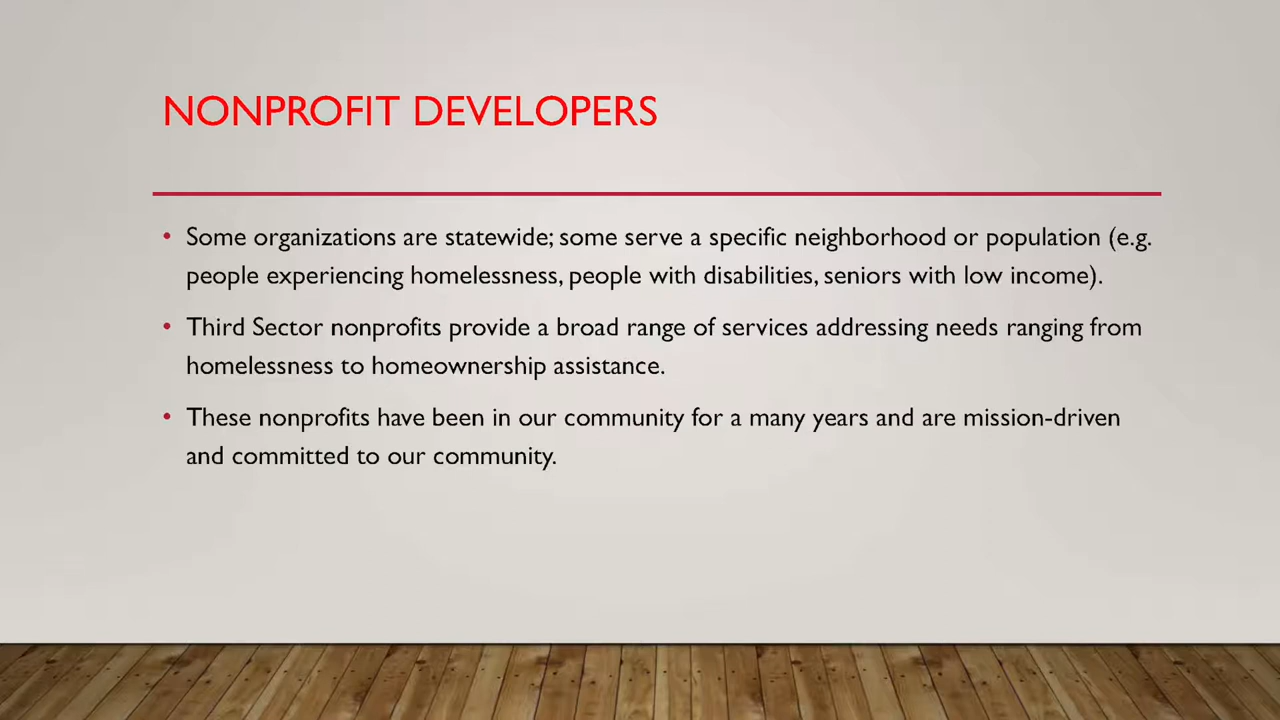 NONPROFIT DEVELOPERS
• Some organizations are statewide; some serve a specific neighborhood or population (e.g.
people experiencing homelessness, people with disabilities, seniors with low income).
• Third Sector nonprofits provide a broad range of services addressing needs ranging from
homelessness to homeownership assistance.
• These nonprofits have been in our community for a many years and are mission-driven
and committed to our community.